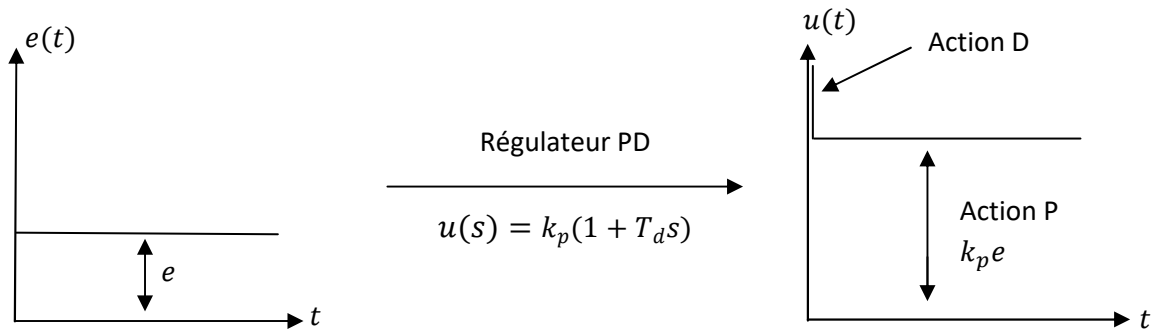 e(t)
e
t
Régulateur PD
u(s) = k_p(1 + T_d s)
u(t)
Action D
Action P
k_p e
t